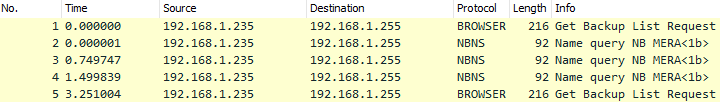 No. Time Source Destination Protocol Length Info
1 0.000000 192.168.1.235 192.168.1.255 BROWSER 216 Get Backup List Request
2 0.000001 192.168.1.235 192.168.1.255 NBNS 92 Name query NB MERA<1b>
3 0.749747 192.168.1.235 192.168.1.255 NBNS 92 Name query NB MERA<1b>
4 1.499839 192.168.1.235 192.168.1.255 NBNS 92 Name query NB MERA<1b>
5 3.251004 192.168.1.235 192.168.1.255 BROWSER 216 Get Backup List Request